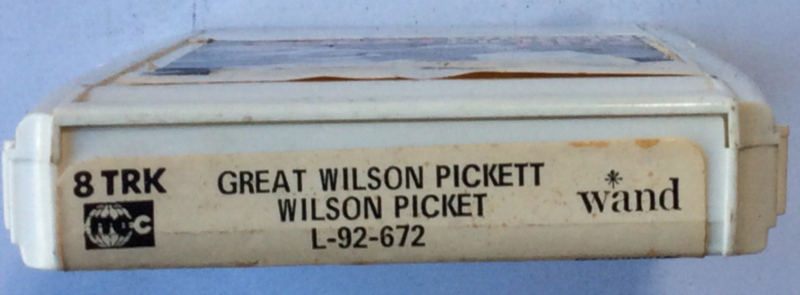 8 TRK
GREAT WILSON PICKETT
WILSON PICKET
L-92-672
wand